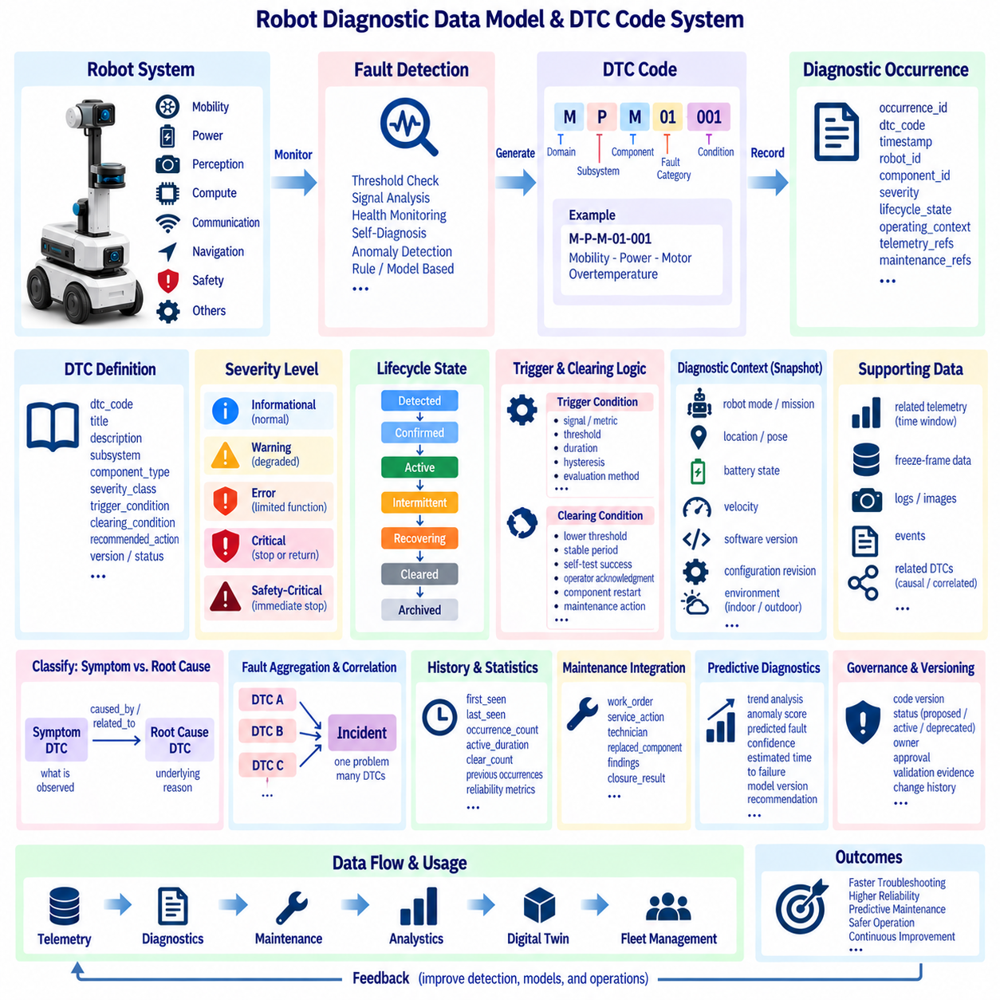 Robot Diagnostic Data Model & DTC Code System
Robot System
Mobility
Power
Perception
Compute
Communication
Navigation
Safety
Others
Monitor
Fault Detection
Threshold Check
Signal Analysis
Health Monitoring
Self-Diagnosis
Anomaly Detection
Rule / Model Based
...
Generate
DTC Code
M P M 01 001
Domain
Subsystem
Component
Fault
Category
Condition
Example
M-P-M-01-001
Mobility - Power - Motor
Overtemperature
Record
Diagnostic Occurrence
occurrence_id
dtc_code
timestamp
robot_id
component_id
severity
lifecycle_state
operating_context
telemetry_refs
maintenance_refs
...
DTC Definition
dtc_code
title
description
subsystem
component_type
severity_class
trigger_condition
clearing_condition
recommended_action
version / status
...
Severity Level
Informational
(normal)
Warning
(degraded)
Error
(limited function)
Critical
(stop or return)
Safety-Critical
(immediate stop)
Lifecycle State
Detected
Confirmed
Active
Intermittent
Recovering
Cleared
Archived
Trigger & Clearing Logic
Trigger Condition
• signal / metric
• threshold
• duration
• hysteresis
• evaluation method
...
Clearing Condition
• lower threshold
• stable period
• self-test success
• operator acknowledgment
• component restart
• maintenance action
...
Diagnostic Context (Snapshot)
robot mode / mission
location / pose
battery state
velocity
software version
configuration revision
environment
(indoor / outdoor)
...
Supporting Data
related telemetry
(time window)
freeze-frame data
logs / images
events
related DTCs
(causal / correlated)
...
Classify: Symptom vs. Root Cause
Symptom
DTC
what is
observed
caused_by /
related_to
Root Cause
DTC
underlying
reason
Fault Aggregation & Correlation
DTC A
DTC B
DTC C
...
Incident
one problem
many DTCs
History & Statistics
first_seen
last_seen
occurrence_count
active_duration
clear_count
previous occurrences
reliability metrics
...
Maintenance Integration
work_order
service_action
technician
replaced_component
findings
closure_result
...
Predictive Diagnostics
trend analysis
anomaly score
predicted fault
confidence
estimated time
to failure
model version
recommendation
...
Governance & Versioning
code version
status (proposed /
active / deprecated)
owner
approval
validation evidence
change history
...
Data Flow & Usage
Telemetry
Diagnostics
Maintenance
Analystics
Digital Twin
Fleet Management
Outcomes
Faster Troubleshooting
Higher Reliability
Predictive Maintenance
Safer Operation
Continuous Improvement
...
Feedback (improve detection, models, and operations)